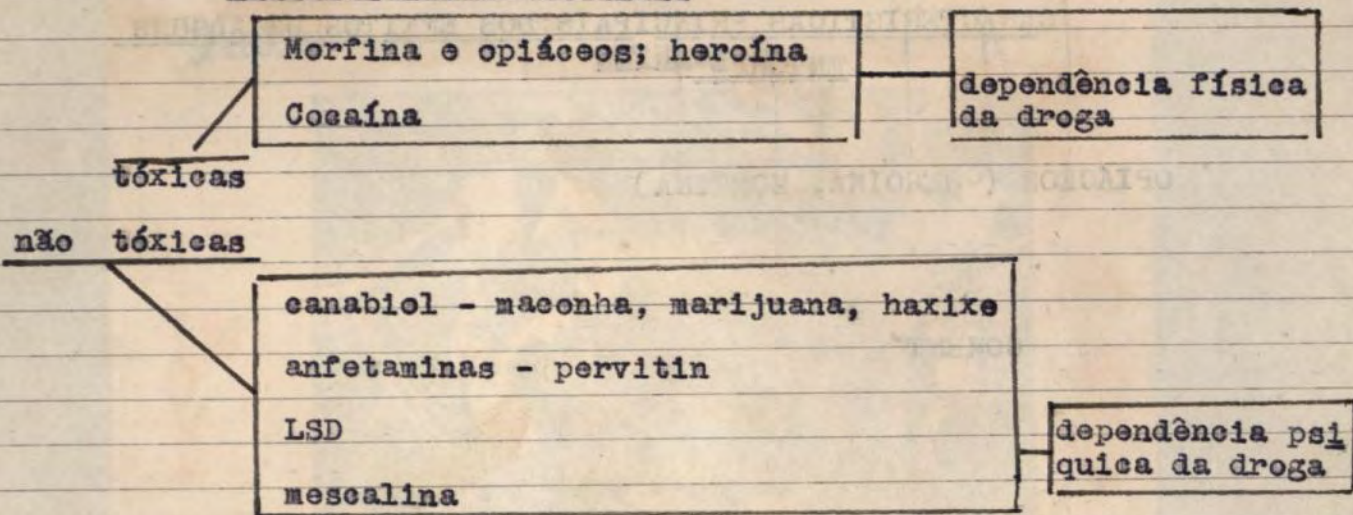 Morfina e opiáceos; heroína
Cocaína
dependência física
da droga
tóxicas
não tóxicas
canabiol - maconha, marijuana, haxixe
anfetaminas - pervitin
LSD
mescalina
dependência psi
quica da droga